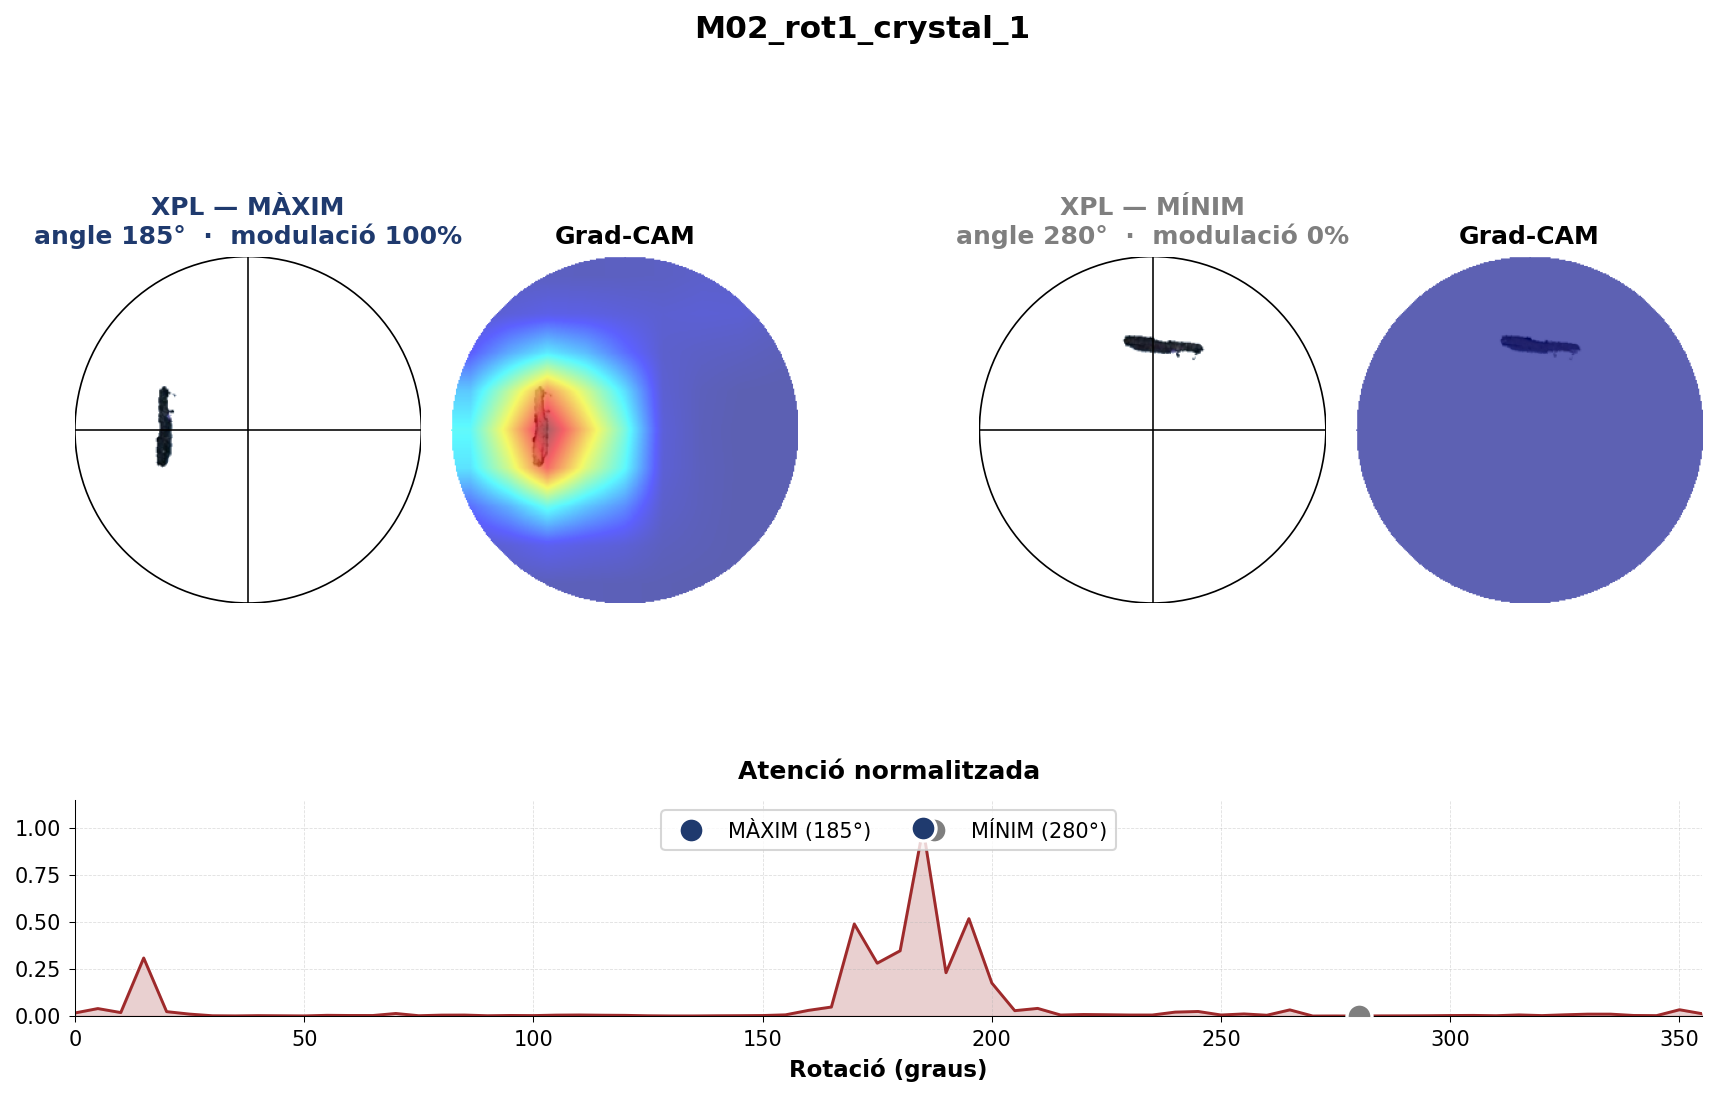 M02_rot1_crystal_1
XPL — MÀXIM
angle 185°  ·  modulació 100%
Grad-CAM
XPL — MÍNIM
angle 280°  ·  modulació 0%
Grad-CAM
Atenció normalitzada
MÀXIM (185°)
MÍNIM (280°)
1.00
0.75
0.50
0.25
0.00
0
50
100
150
200
250
300
350
Rotació (graus)